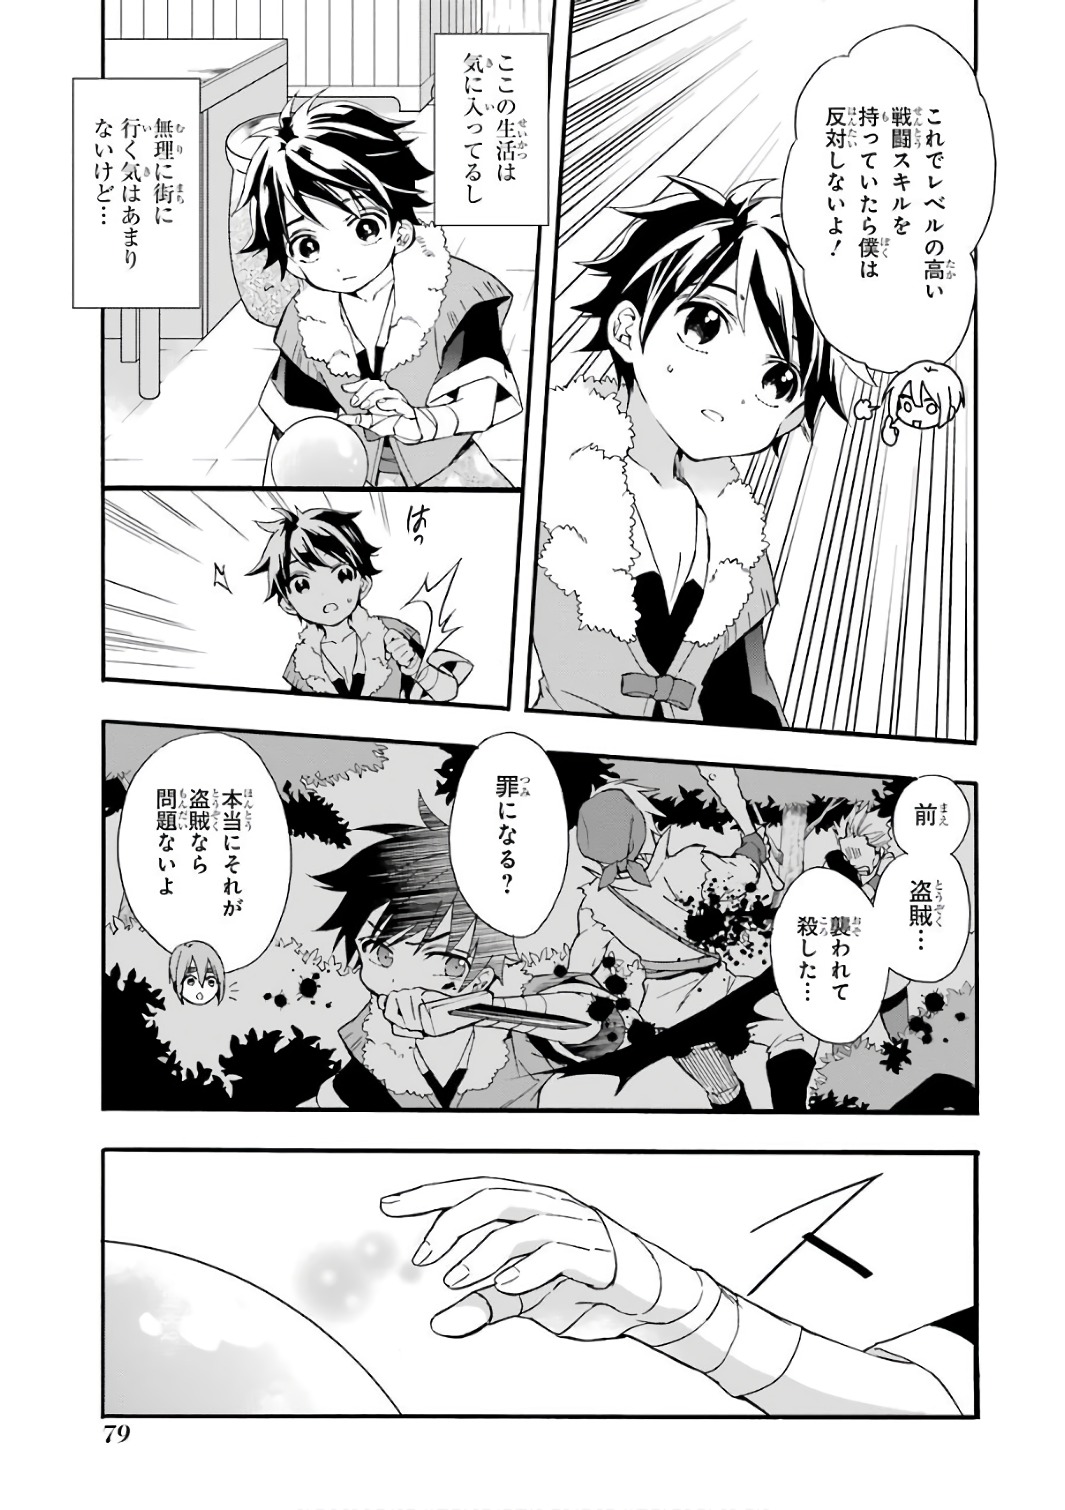 これでレベルの高い
戦闘スキルを
持っていたら僕は
反対しないよ！
ここの生活は
気に入ってるし
無理に街に
行く気はあまり
ないけど…
はっ
前
盗賊…
襲われて
殺した…
罪になる？
本当にそれが
盗賊なら
問題ないよ
79